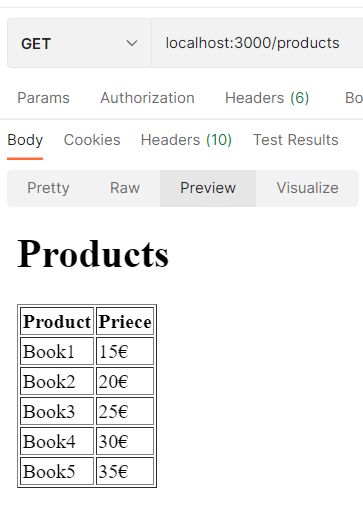 GET localhost:3000/products
Params Authorization Headers (6) Bo
Body Cookies Headers (10) Test Results
Pretty Raw Preview Visualize
Products
Product Priece
Book1 15€
Book2 20€
Book3 25€
Book4 30€
Book5 35€